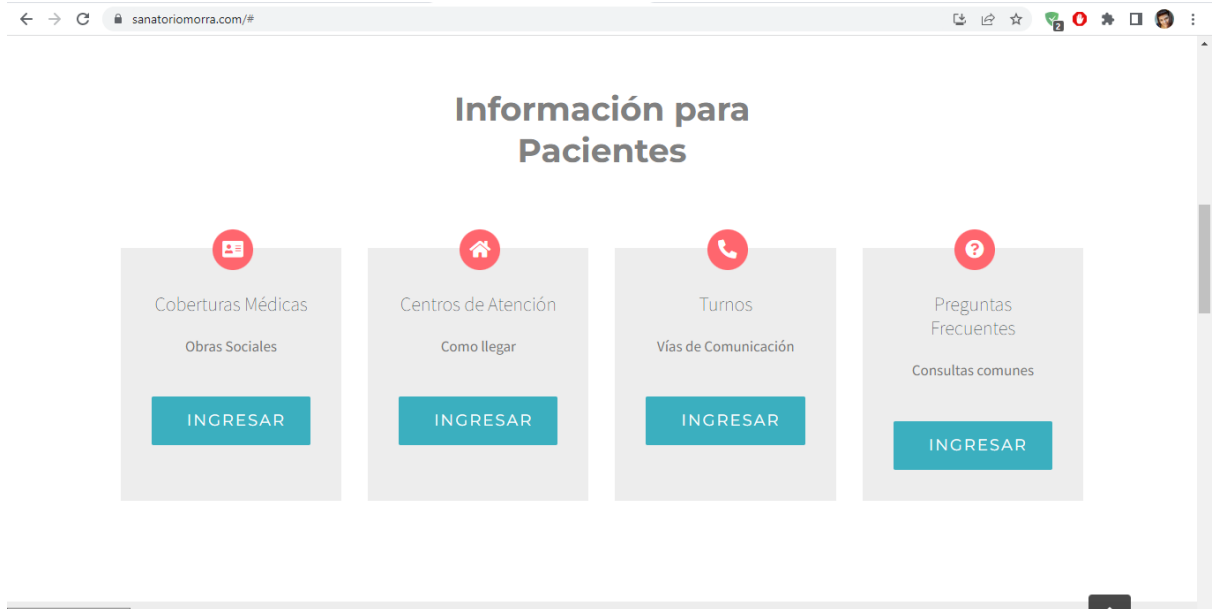 sanatoriomorra.com/#
2
Información para
Pacientes
Coberturas Médicas
Obras Sociales
INGRESAR
Centros de Atención
Como llegar
INGRESAR
Turnos
Vías de Comunicación
INGRESAR
Preguntas
Frecuentes
Consultas comunes
INGRESAR